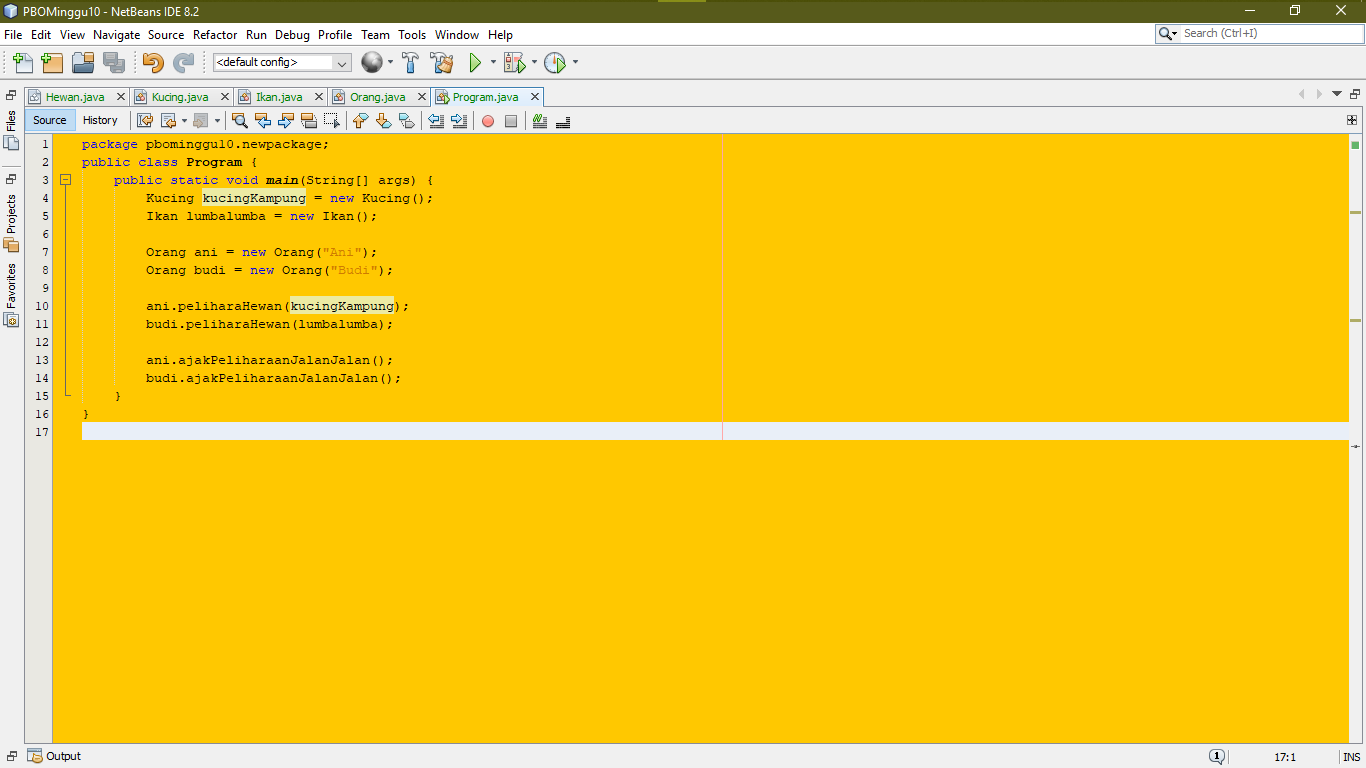 PBOMinggu10 - NetBeans IDE 8.2
File Edit View Navigate Source Refactor Run Debug Profile Team Tools Window Help
Search (Ctrl+I)
<default config>
Hewan.java Kucing.java Ikan.java Orang.java Program.java
Source History
Files
Projects
Favorites
1 package pbominggu10.newpackage;
2 public class Program {
3 public static void main(String[] args) {
4 Kucing kucingKampung = new Kucing();
5 Ikan lumbalumba = new Ikan();
6
7 Orang ani = new Orang("Ani");
8 Orang budi = new Orang("Budi");
9
10 ani.peliharaHewan(kucingKampung);
11 budi.peliharaHewan(lumbalumba);
12
13 ani.ajakPeliharaanJalanJalan();
14 budi.ajakPeliharaanJalanJalan();
15 }
16 }
17
Output
1 17:1 INS